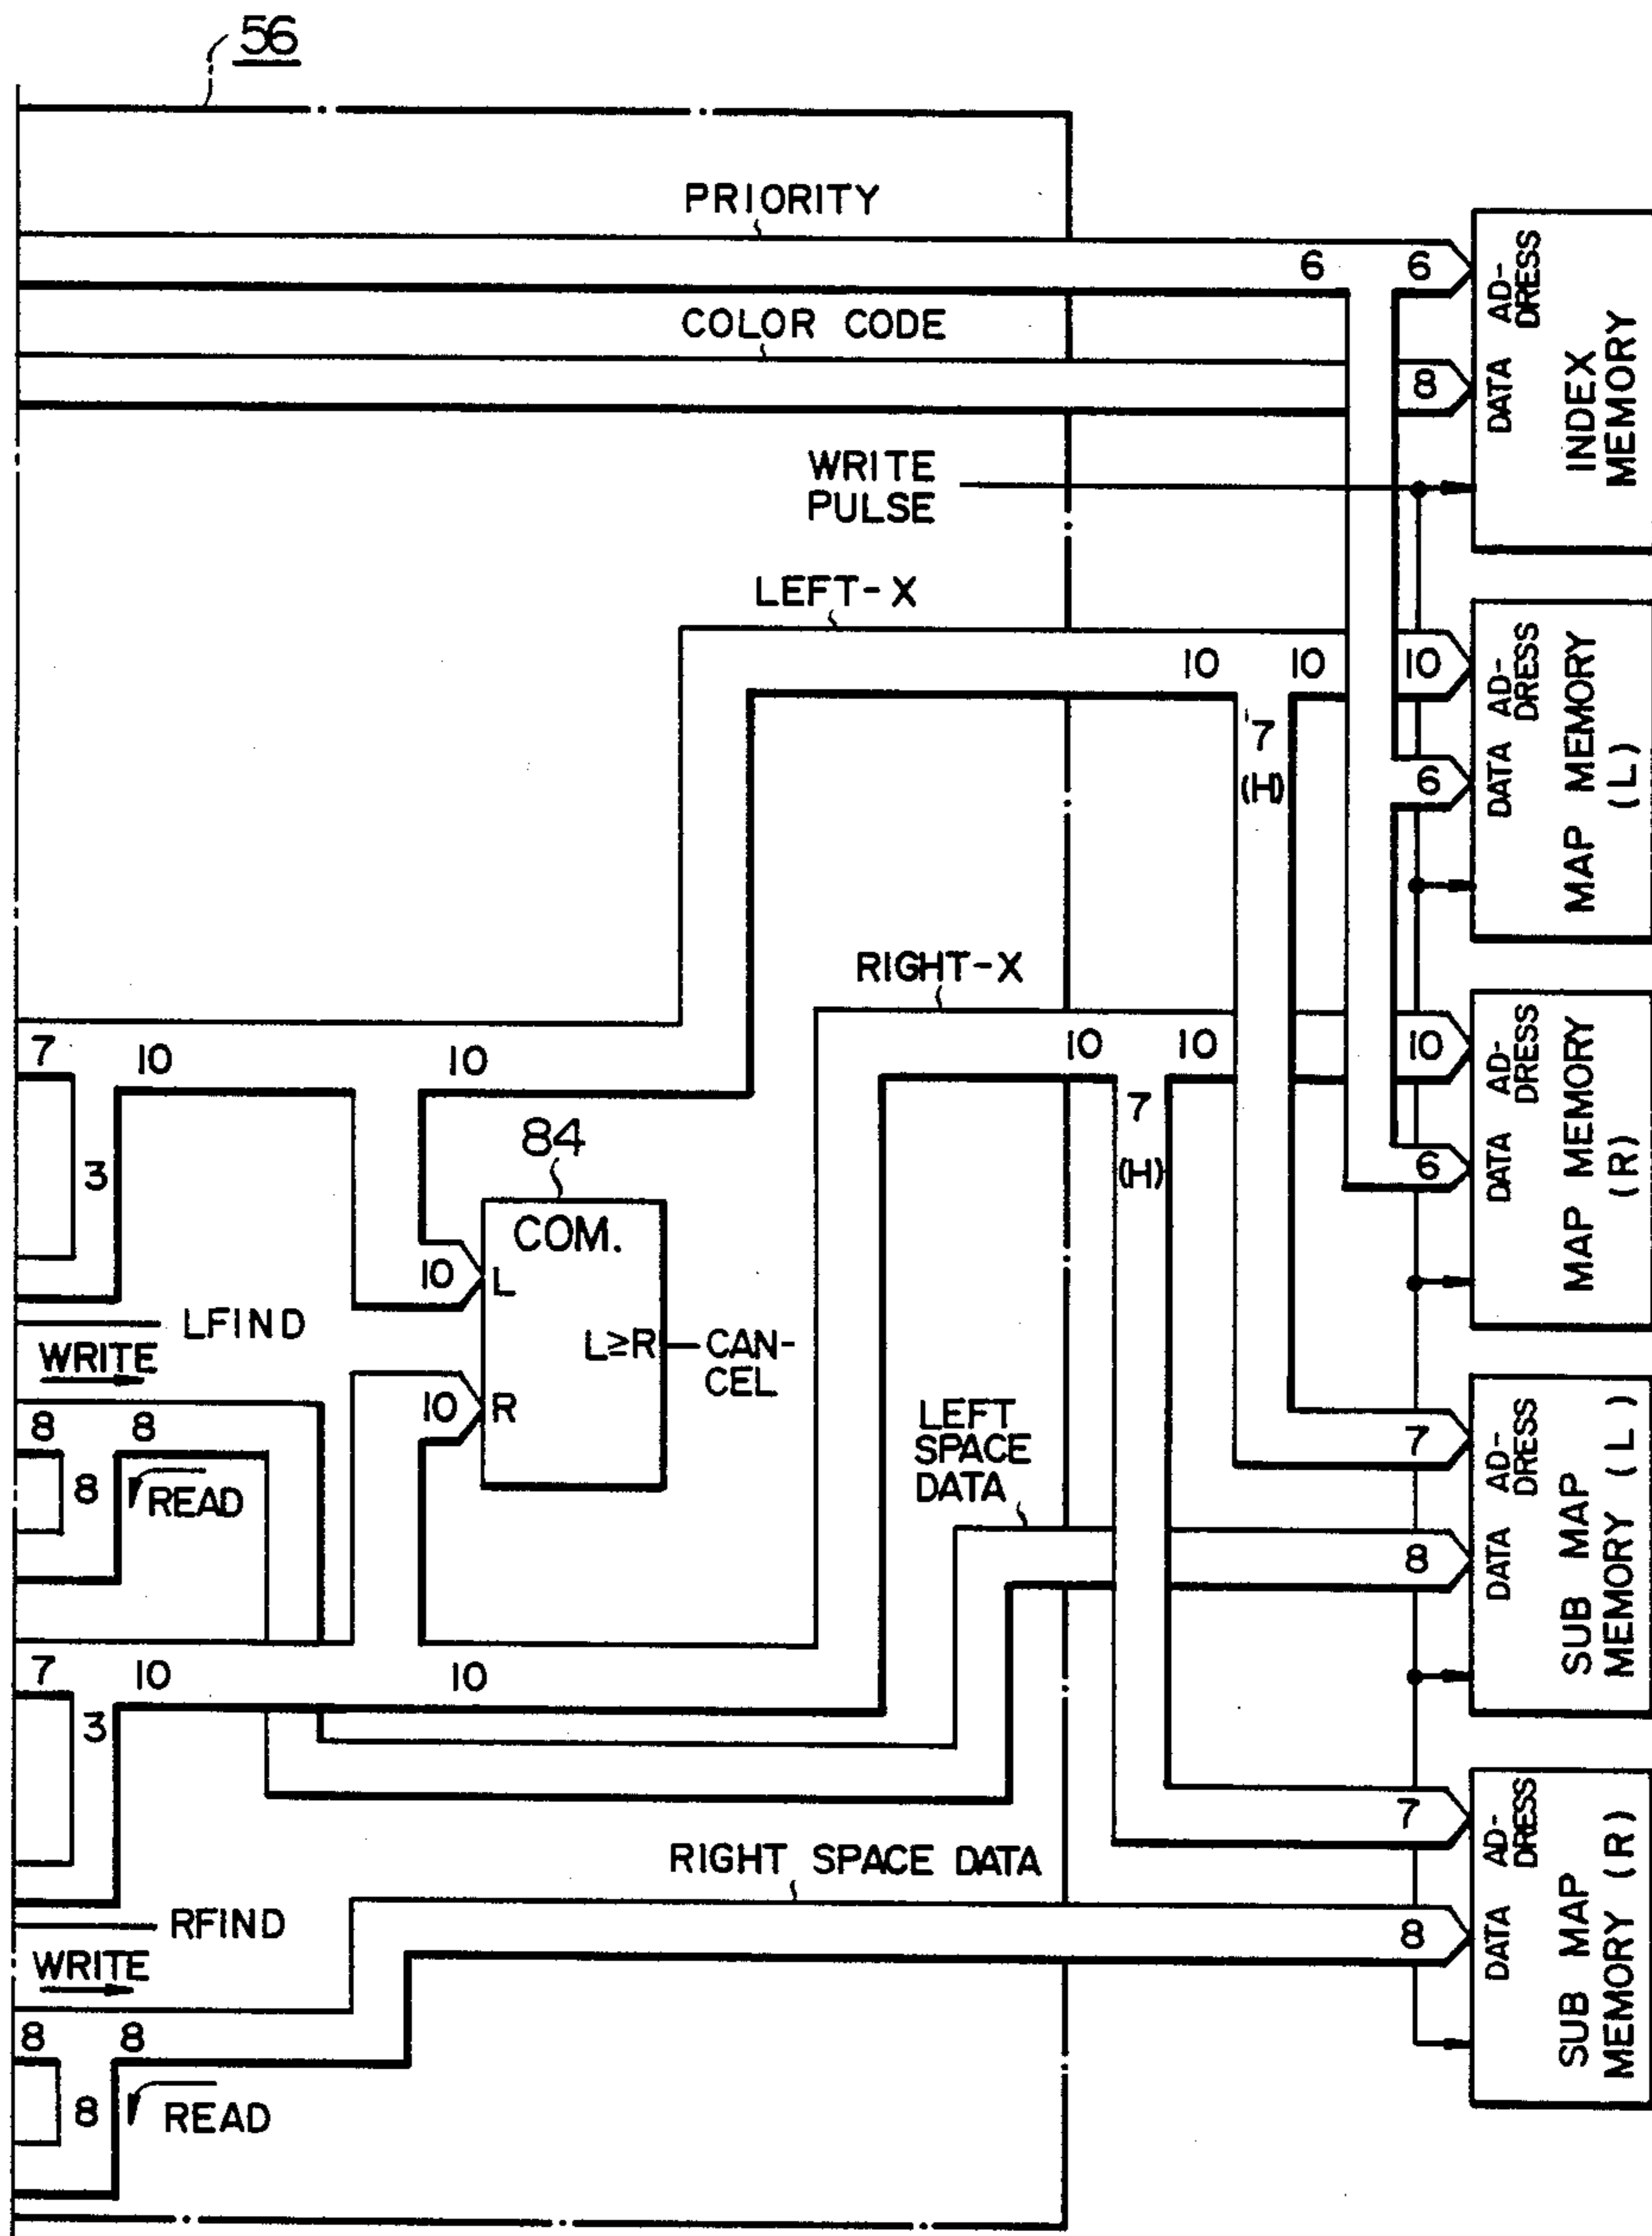 56
PRIORITY
6
6
AD-
DRESS
COLOR CODE
8
DATA
INDEX
MEMORY
WRITE
PULSE
LEFT-X
10
10
10
AD-
DRESS
7
(H)
6
DATA
MAP MEMORY
(L)
RIGHT-X
7
10
10
10
10
10
AD-
DRESS
7
(H)
6
DATA
MAP MEMORY
(R)
3
84
COM.
10
L
LFIND
L≥R
CAN-
CEL
WRITE
10
R
8
8
8
READ
LEFT
SPACE
DATA
7
AD-
DRESS
8
DATA
SUB MAP
MEMORY (L)
7
10
10
3
7
AD-
DRESS
RIGHT SPACE DATA
8
DATA
SUB MAP
MEMORY (R)
RFIND
WRITE
8
8
8
READ